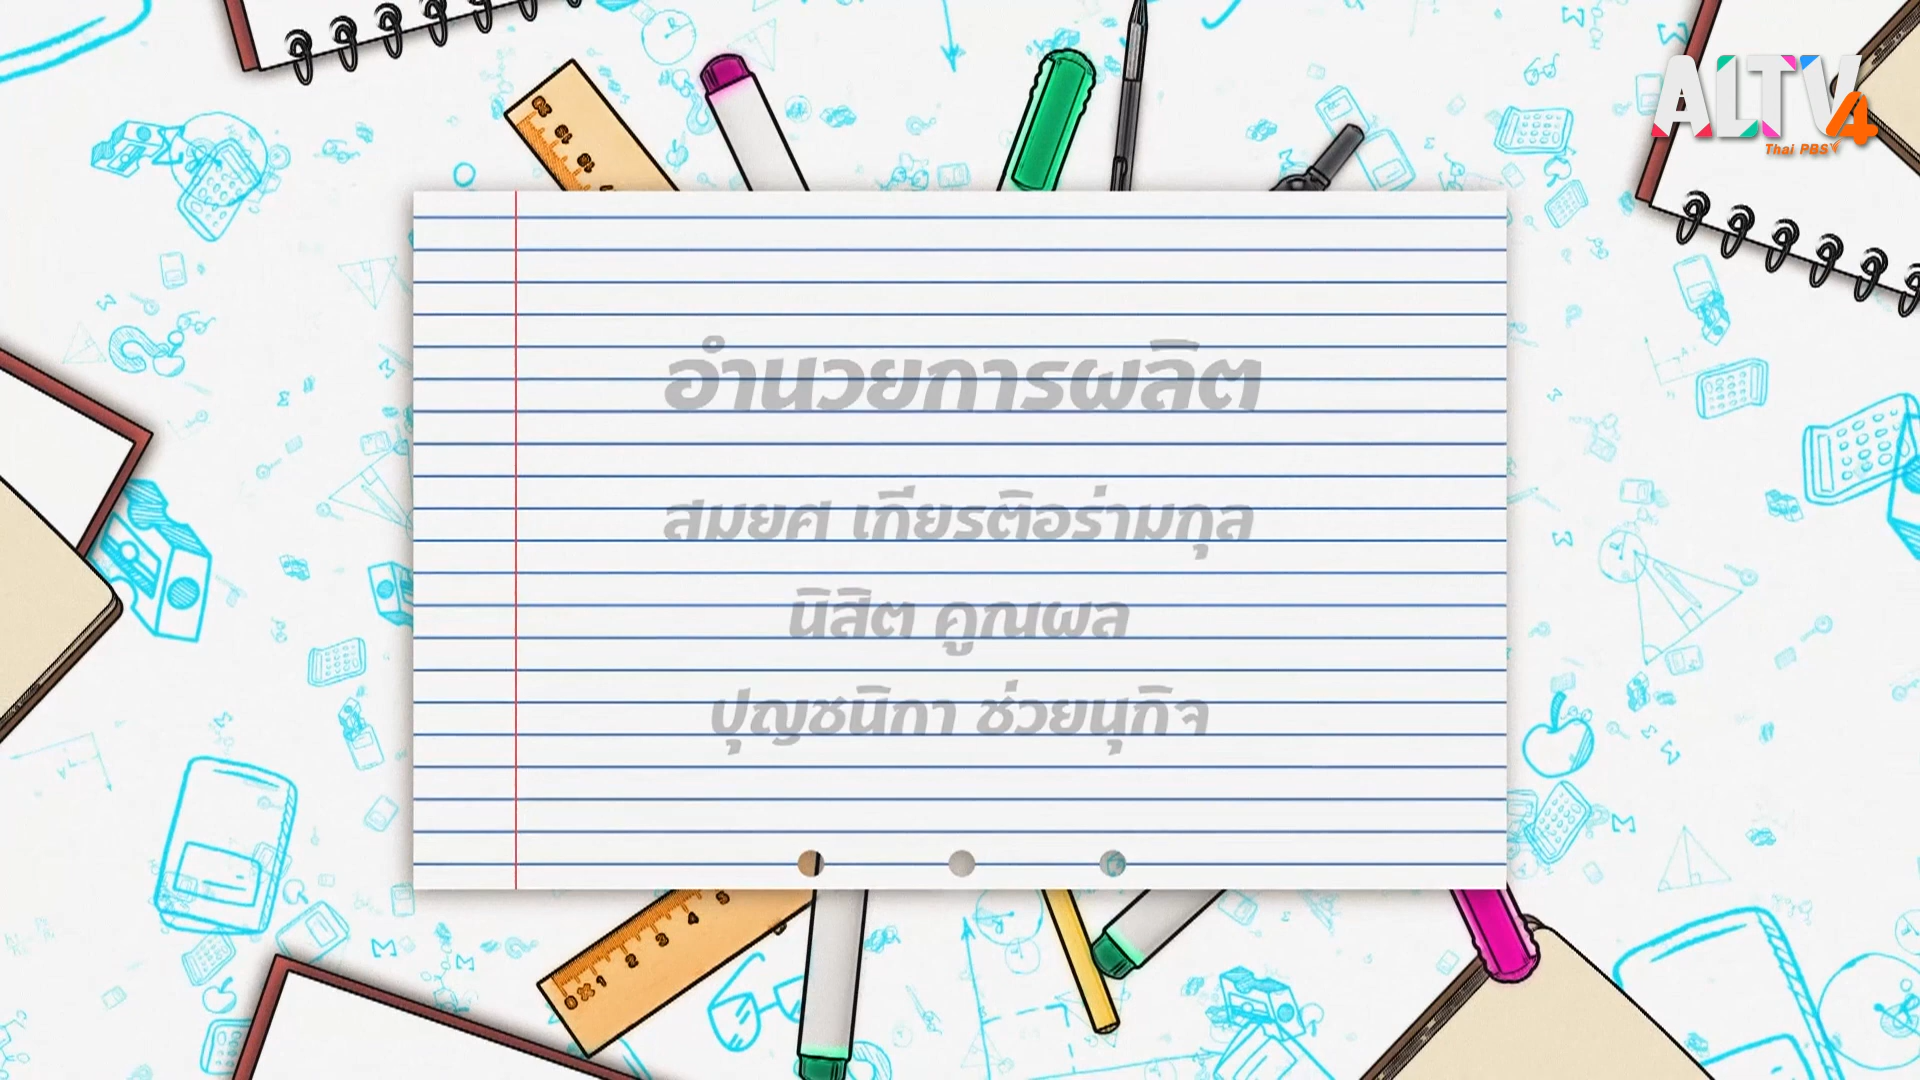 ALTV4
Thai PBS
อำนวยการผลิต
สมยศ เกียรติอร่ามกุล
นิสิต คูณผล
ปุญชนิกา ช่วยนุกิจ